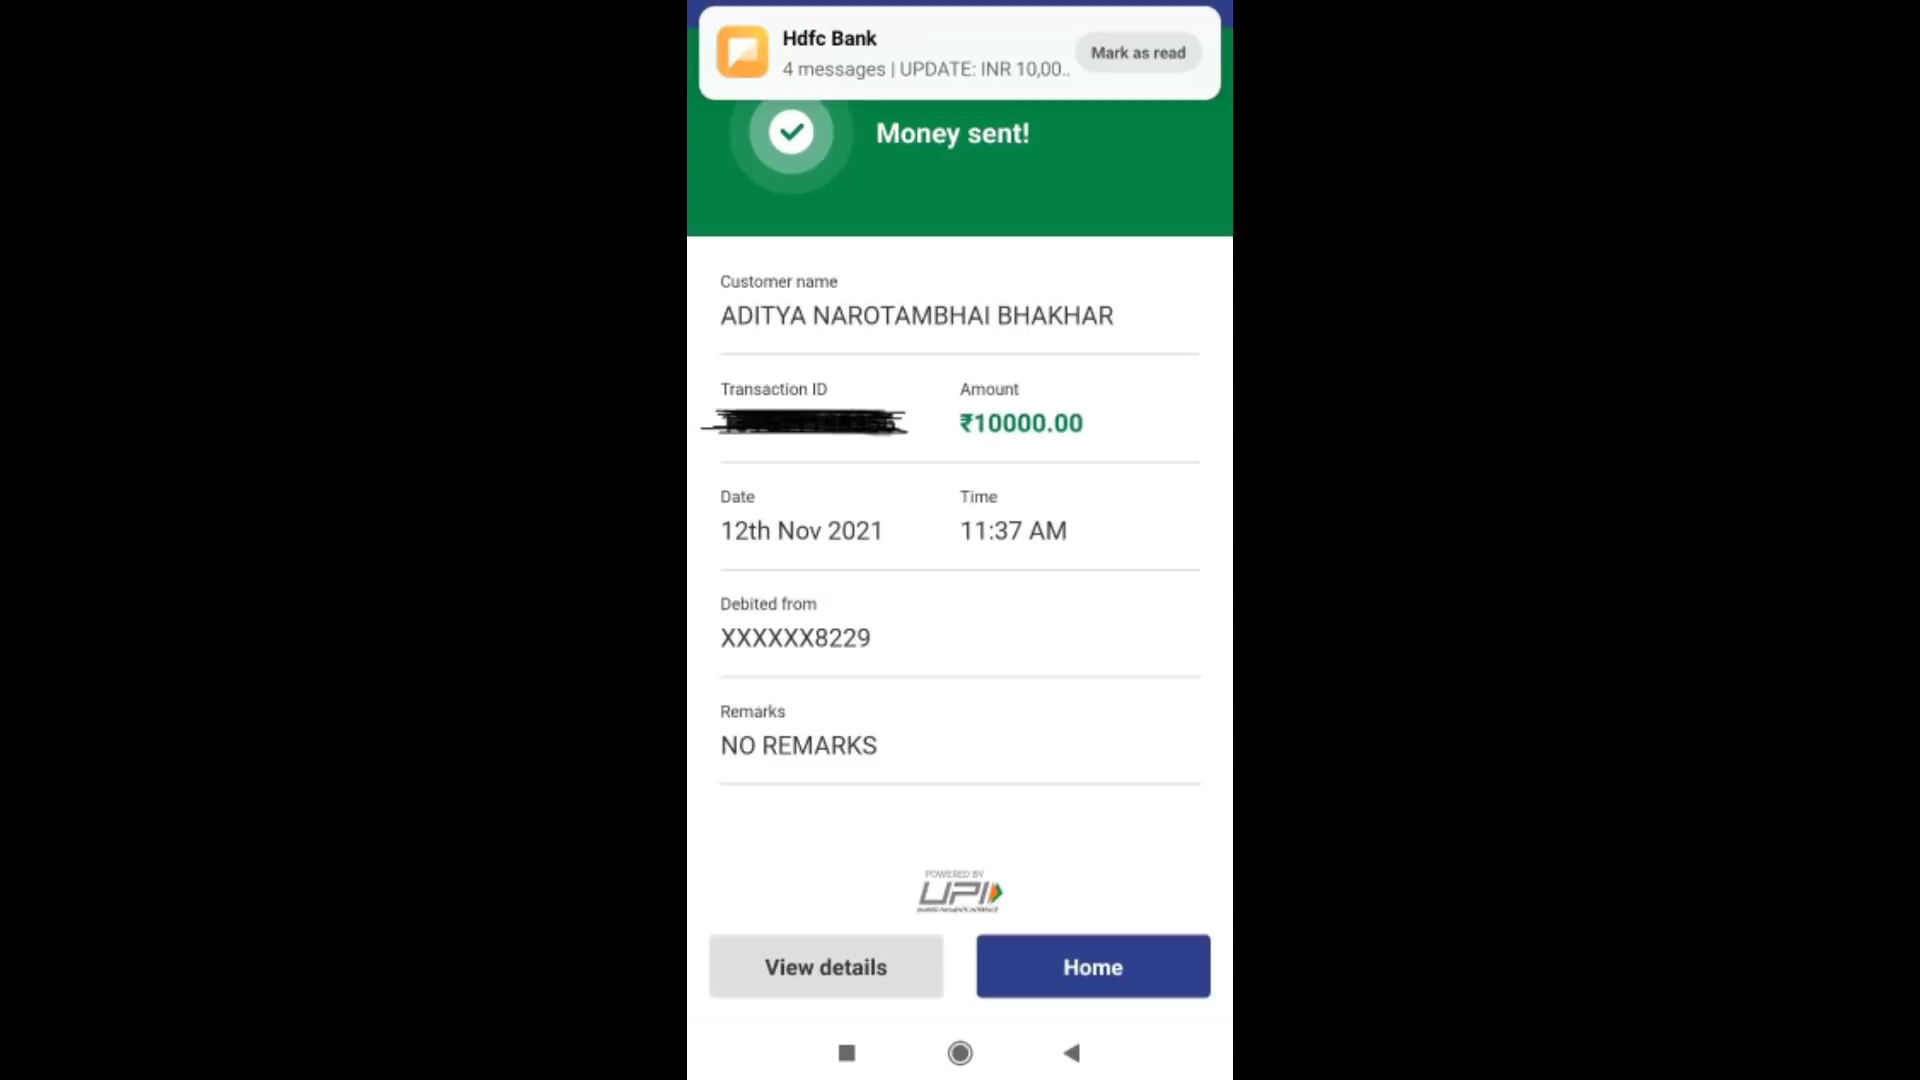 Hdfc Bank
4 messages | UPDATE: INR 10,00..
Mark as read
Money sent!
Customer name
ADITYA NAROTAMBHAI BHAKHAR
Transaction ID
Amount
₹10000.00
Date
Time
12th Nov 2021
11:37 AM
Debited from
XXXXXX8229
Remarks
NO REMARKS
POWERED BY
UPI
View details
Home